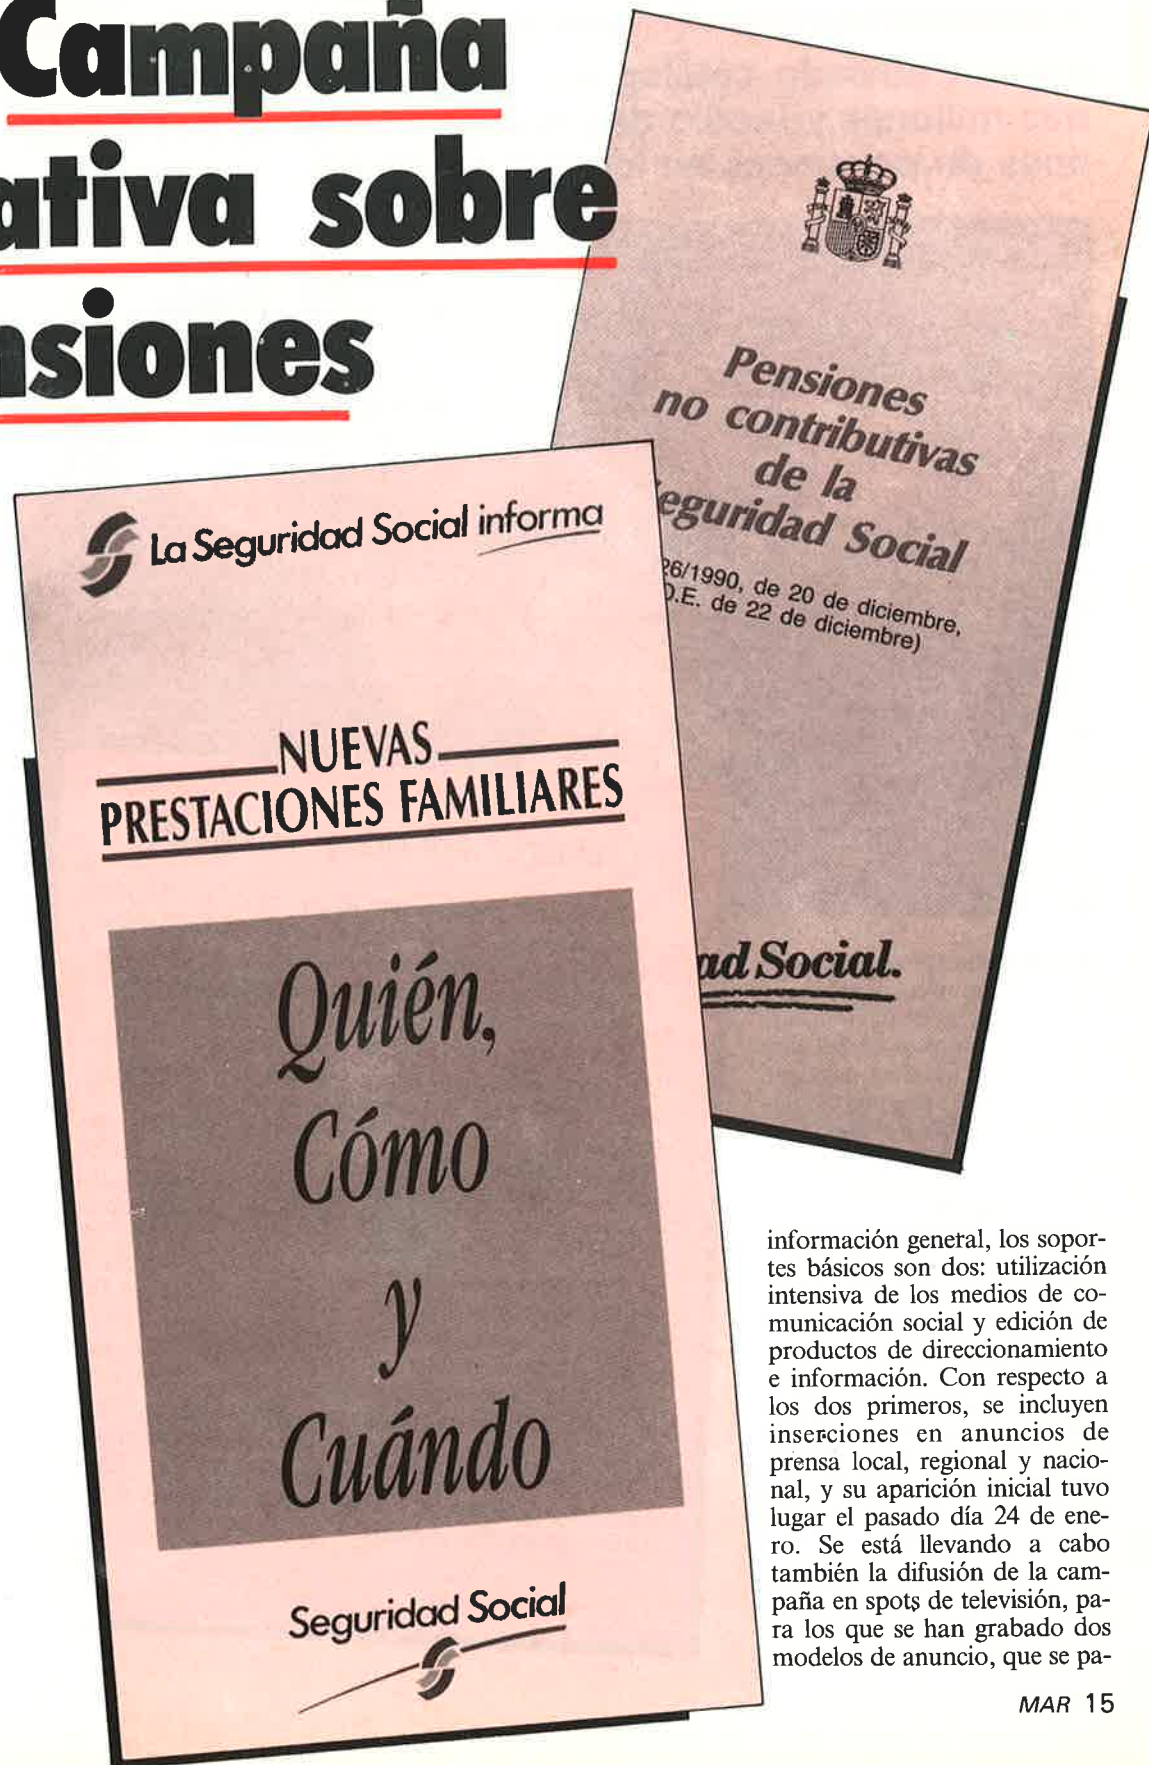 Campaña
ativa sobre
nsiones
Pensiones
no contributivas
de la
eguridad Social
26/1990, de 20 de diciembre,
O.E. de 22 de diciembre)
ad Social.
La Seguridad Social informa
NUEVAS
PRESTACIONES FAMILIARES
Quién,
Cómo
y
Cuándo
Seguridad Social
información general, los sopor-
tes básicos son dos: utilización
intensiva de los medios de co-
municación social y edición de
productos de direccionamiento
e información. Con respecto a
los dos primeros, se incluyen
inserciones en anuncios de
prensa local, regional y nacio-
nal, y su aparición inicial tuvo
lugar el pasado día 24 de ene-
ro. Se está llevando a cabo
también la difusión de la cam-
paña en spots de televisión, pa-
ra los que se han grabado dos
modelos de anuncio, que se pa-
MAR 15